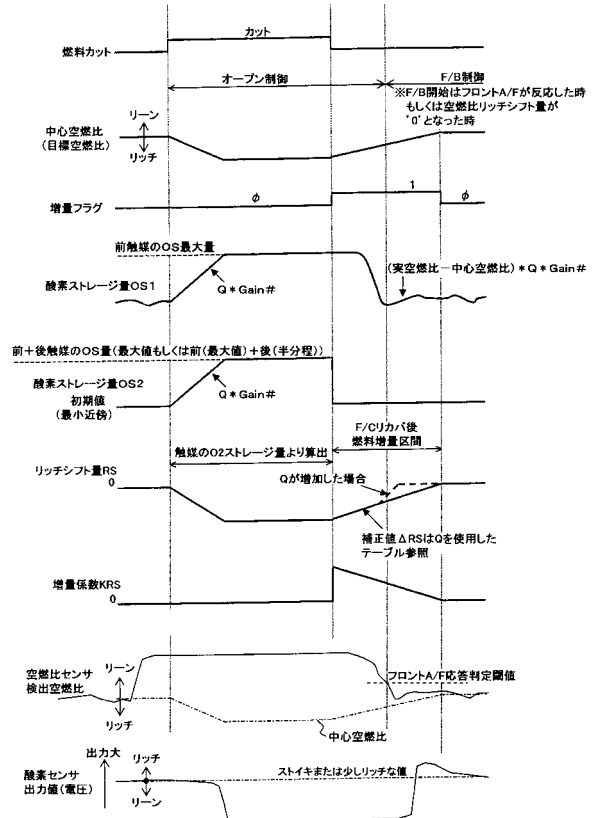 カット
燃料カット
オープン制御
F/B制御
※F/B開始はフロントA/Fが反応した時
もしくは空燃比リッチシフト量が
'0'となった時
リーン
中心空燃比
(目標空燃比)
リッチ
増量フラグ
φ
1
φ
前触媒のOS最大量
酸素ストレージ量OS1
Q*Gain#
(実空燃比-中心空燃比)*Q*Gain#
前+後触媒のOS量(最大値もしくは前(最大値)+後(半分程))
酸素ストレージ量OS2
初期値
(最小近傍)
Q*Gain#
F/Cリカバ後
燃料増量区間
触媒のO2ストレージ量より算出
リッチシフト量RS
0
Qが増加した場合
補正値ΔRSはQを使用した
テーブル参照
増量係数KRS
0
空燃比センサ
検出空燃比
リーン
リッチ
フロントA/F応答判定閾値
中心空燃比
出力大
リッチ
酸素センサ
出力値(電圧)
リーン
ストイキまたは少しリッチな値